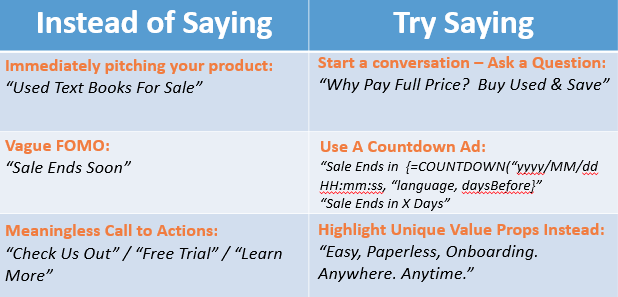 Instead of Saying
Try Saying
Immediately pitching your product:
“Used Text Books For Sale”
Start a conversation – Ask a Question:
“Why Pay Full Price?  Buy Used & Save”
Vague FOMO:
“Sale Ends Soon”
Use A Countdown Ad:
“Sale Ends in  {=COUNTDOWN(“yyyy/MM/dd
HH:mm:ss, “language, daysBefore}”
“Sale Ends in X Days”
Meaningless Call to Actions:
“Check Us Out” / “Free Trial” / “Learn
More”
Highlight Unique Value Props Instead:
“Easy, Paperless, Onboarding.
Anywhere. Anytime.”